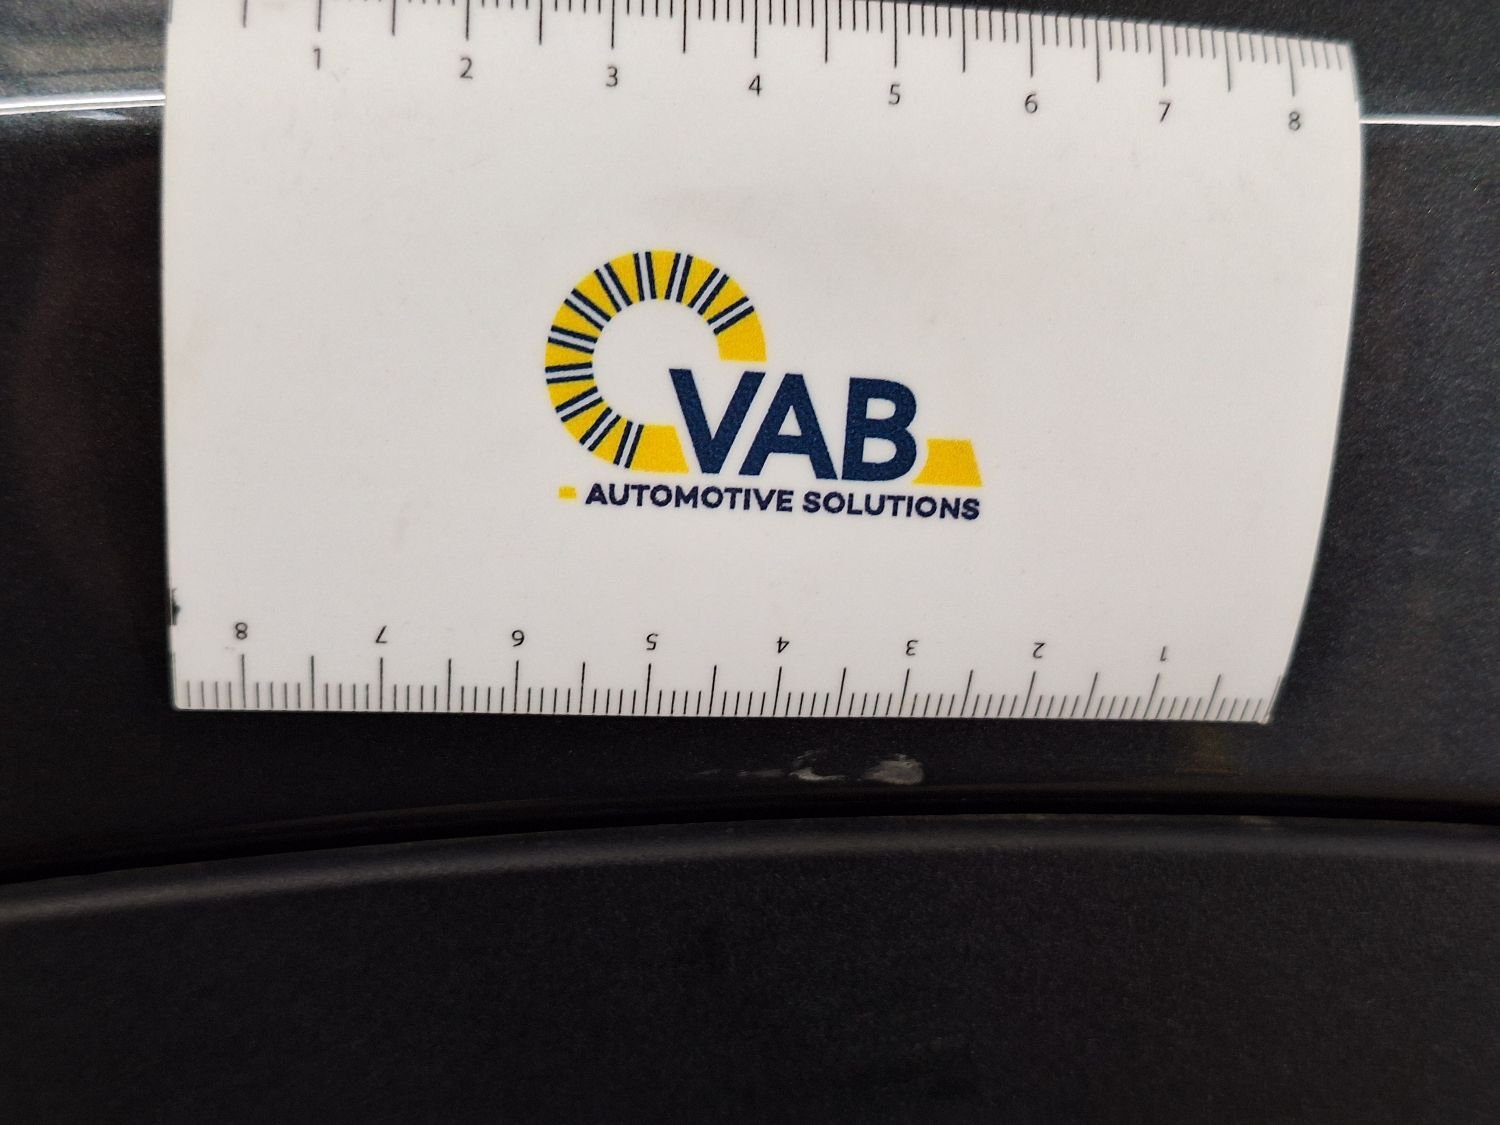 1 2 3 4 5 6 7 8
VAB
AUTOMOTIVE SOLUTIONS
8 7 6 5 4 3 2 1